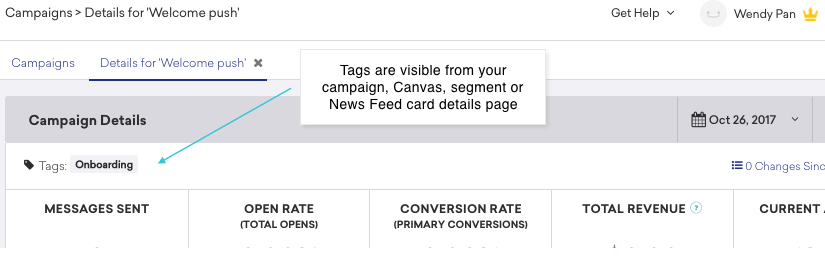 Campaigns > Details for 'Welcome push'
Get Help
Wendy Pan
Campaigns
Details for 'Welcome push' ✖
Tags are visible from your
campaign, Canvas, segment or
News Feed card details page
Campaign Details
Oct 26, 2017
Tags: Onboarding
0 Changes Sinc
MESSAGES SENT
OPEN RATE
(TOTAL OPENS)
CONVERSION RATE
(PRIMARY CONVERSIONS)
TOTAL REVENUE ?
CURRENT A